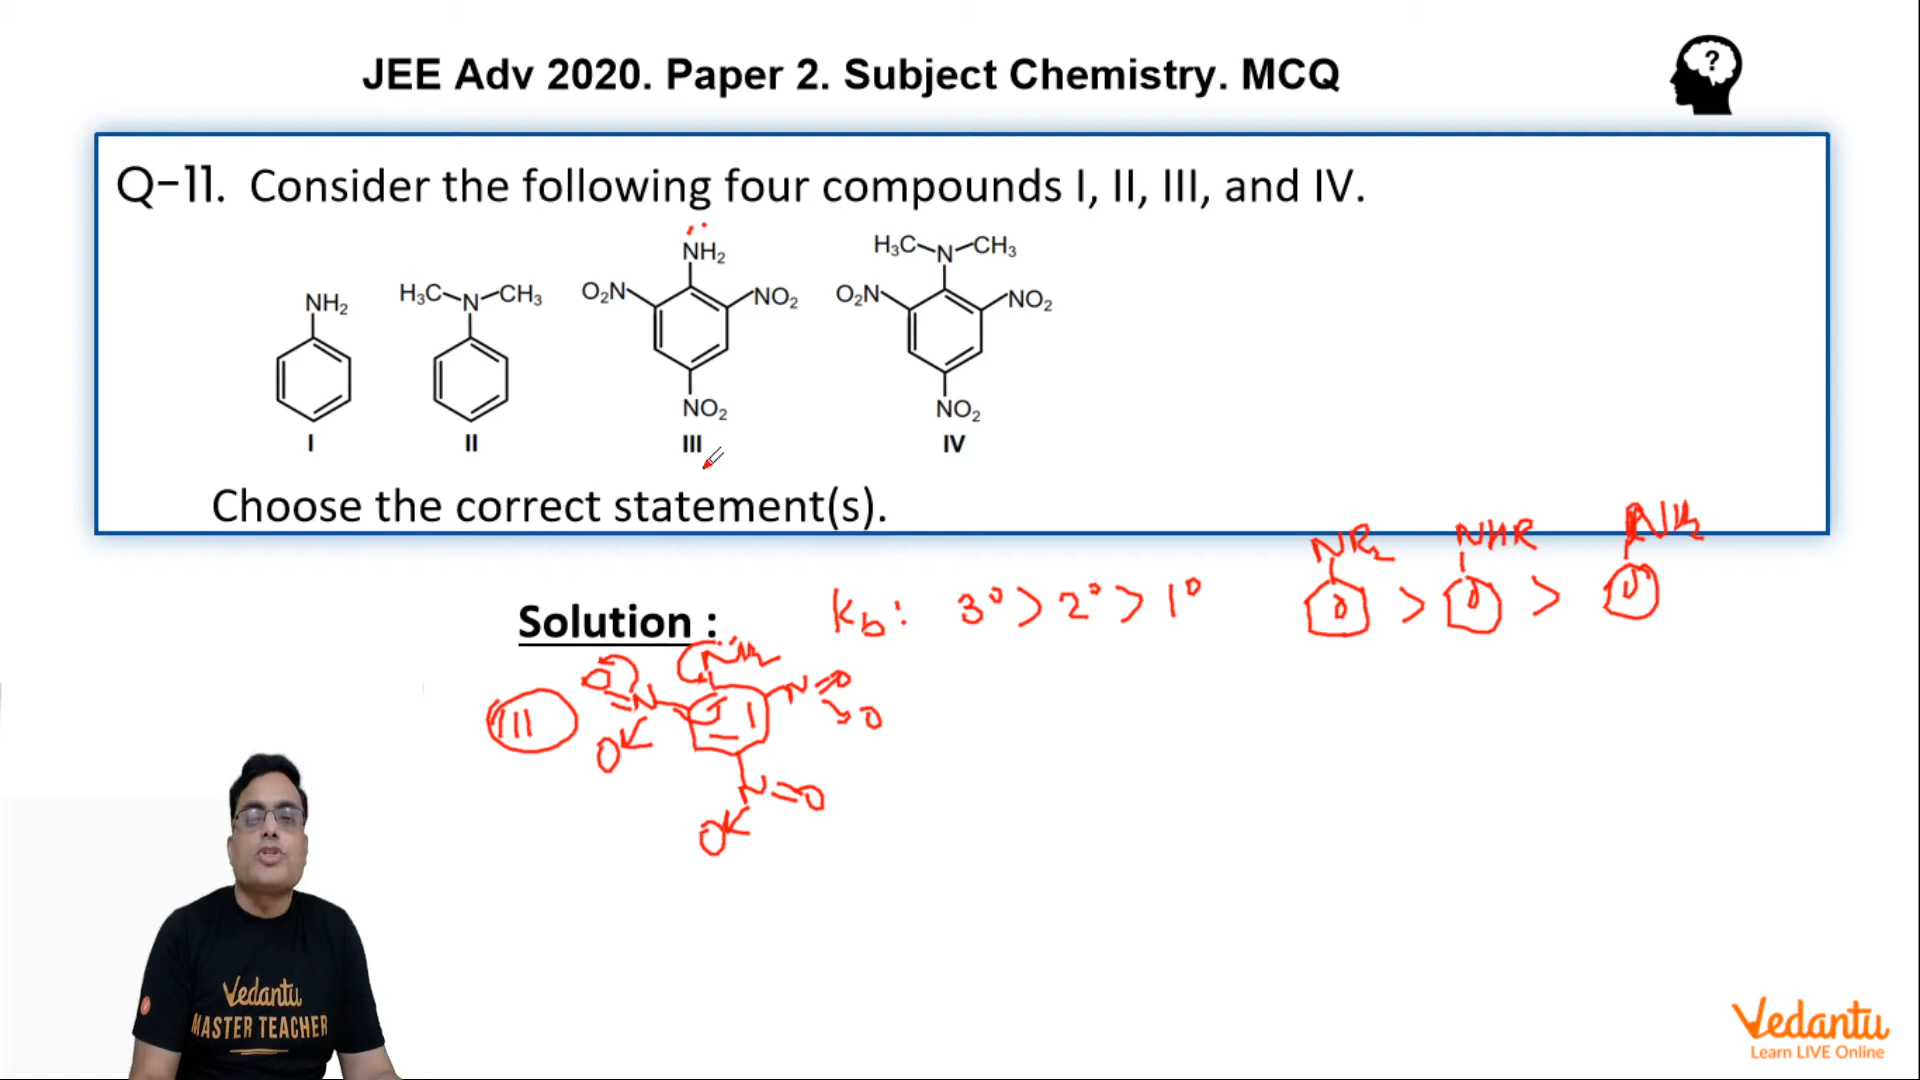 JEE Adv 2020. Paper 2. Subject Chemistry. MCQ
?
Q-11. Consider the following four compounds I, II, III, and IV.
NH₂
H₃C N CH₃
NH₂
O₂N NO₂
NO₂
H₃C N CH₃
O₂N NO₂
NO₂
I II III IV
Choose the correct statement(s).
NR₂ NHR NH₂
> >
Solution :
K_b: 3° > 2° > 1°
III
NH₂
O N N O
O O
N O
O
Vedantu
MASTER TEACHER
Vedantu
Learn LIVE Online